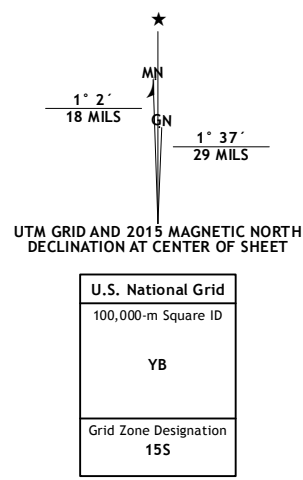 ★
MN
1° 2´
18 MILS
GN
1° 37´
29 MILS
UTM GRID AND 2015 MAGNETIC NORTH
DECLINATION AT CENTER OF SHEET
U.S. National Grid
100,000-m Square ID
YB
Grid Zone Designation
15S